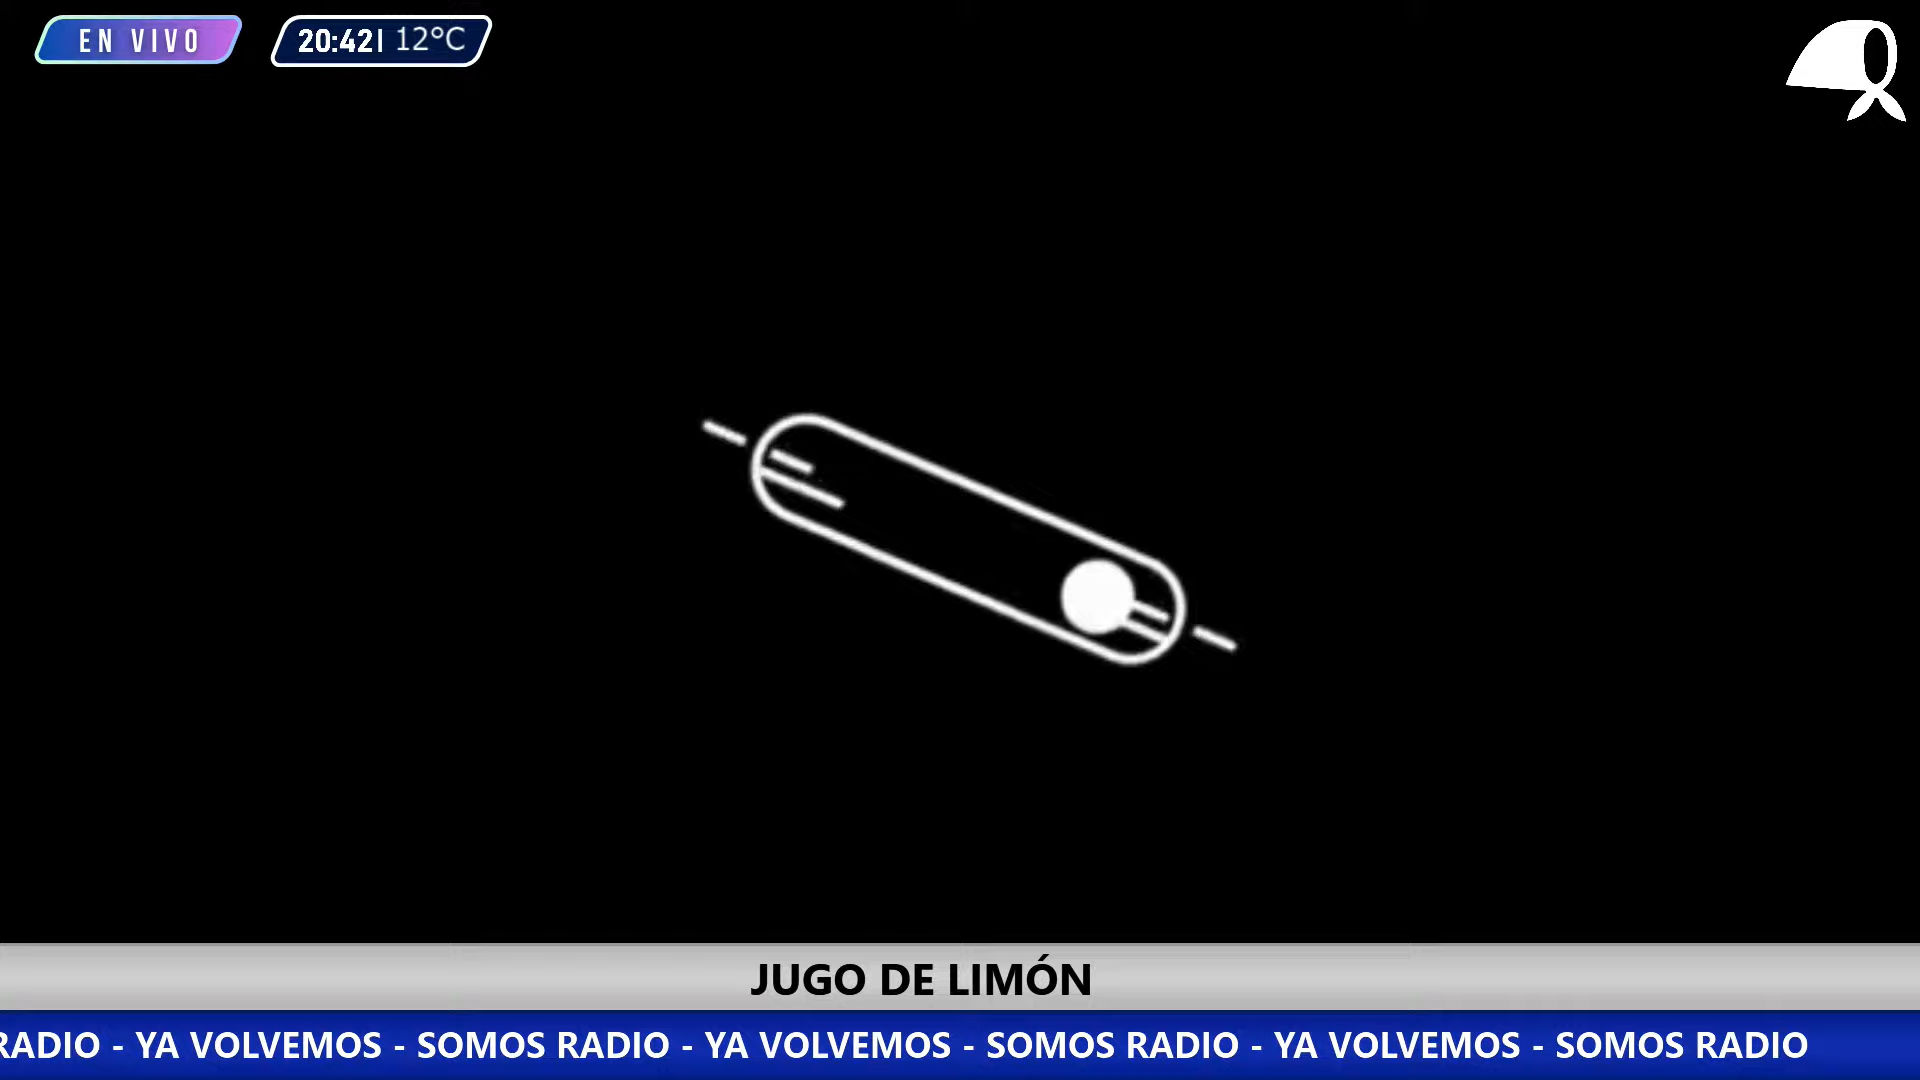 EN VIVO
20:42| 12°C
JUGO DE LIMÓN
RADIO - YA VOLVEMOS - SOMOS RADIO - YA VOLVEMOS - SOMOS RADIO - YA VOLVEMOS - SOMOS RADIO